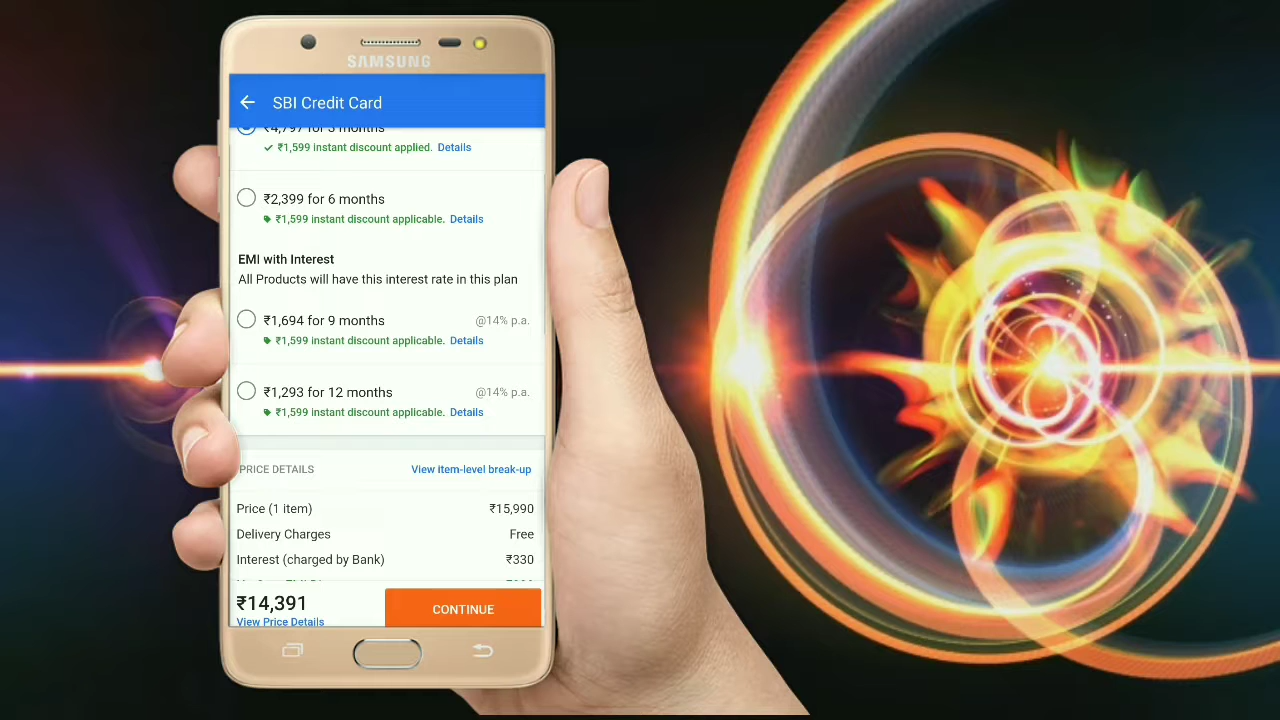 SAMSUNG
SBI Credit Card
₹4,797 for 3 months
₹1,599 instant discount applied. Details
₹2,399 for 6 months
₹1,599 instant discount applicable. Details
EMI with Interest
All Products will have this interest rate in this plan
₹1,694 for 9 months @14% p.a.
₹1,599 instant discount applicable. Details
₹1,293 for 12 months @14% p.a.
₹1,599 instant discount applicable. Details
PRICE DETAILS View item-level break-up
Price (1 item) ₹15,990
Delivery Charges Free
Interest (charged by Bank) ₹330
₹14,391 CONTINUE
View Price Details